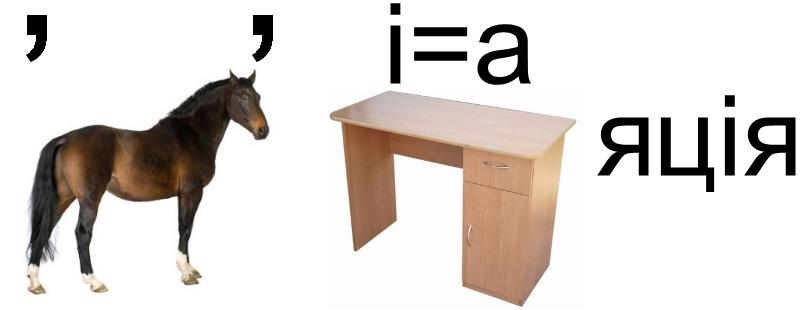 , ,
і=а
яція